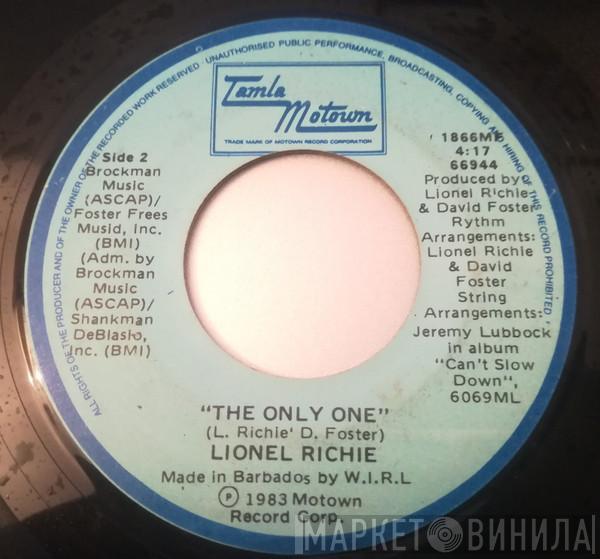 ALL RIGHTS OF THE PRODUCER AND OF THE OWNER OF THE RECORDED WORK RESERVED UNAUTHORISED PUBLIC PERFORMANCE, BROADCASTING, COPYING AND HIRING OF THIS RECORD PROHIBITED
Tamla
Motown
TRADE MARK OF MOTOWN RECORD CORPORATION
Side 2
Brockman
Music
(ASCAP)/
Foster Frees
Musid, Inc.
(BMI)
(Adm. by
Brockman
Music
(ASCAP)/
Shankman
DeBlasio,
Inc. (BMI)
1866MB
4:17
66944
Produced by
Lionel Richie
& David Foster
Rythm
Arrangements:
Lionel Richie
& David
Foster
String
Arrangements:
Jeremy Lubbock
in album
"Can't Slow
Down",
6069ML
"THE ONLY ONE"
(L. Richie' D. Foster)
LIONEL RICHIE
Made in Barbados by W.I.R.L
℗ 1983 Motown
Record Corp.
МАРКЕТ ВИНИЛА